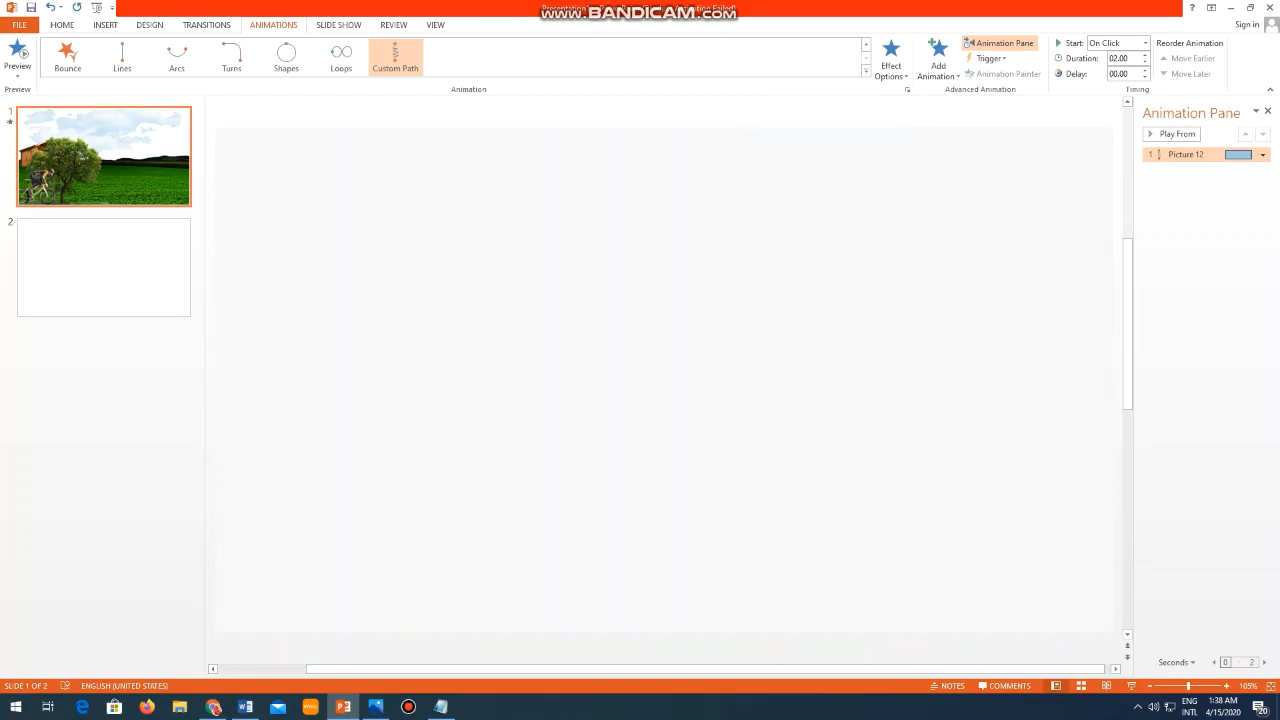 www.BANDICAM.com
Sign in
FILE HOME INSERT DESIGN TRANSITIONS ANIMATIONS SLIDE SHOW REVIEW VIEW
Preview
Bounce Lines Arcs Turns Shapes Loops Custom Path
Effect Options
Add Animation
Animation Pane
Trigger
Animation Painter
Start: On Click
Duration: 02.00
Delay: 00.00
Reorder Animation
Move Earlier
Move Later
Preview Animation Advanced Animation Timing
1
2
Animation Pane
Play From
1 Picture 12
Seconds 0 2
SLIDE 1 OF 2 ENGLISH (UNITED STATES) NOTES COMMENTS 105%
ENG
INTL
1:38 AM
4/15/2020
20